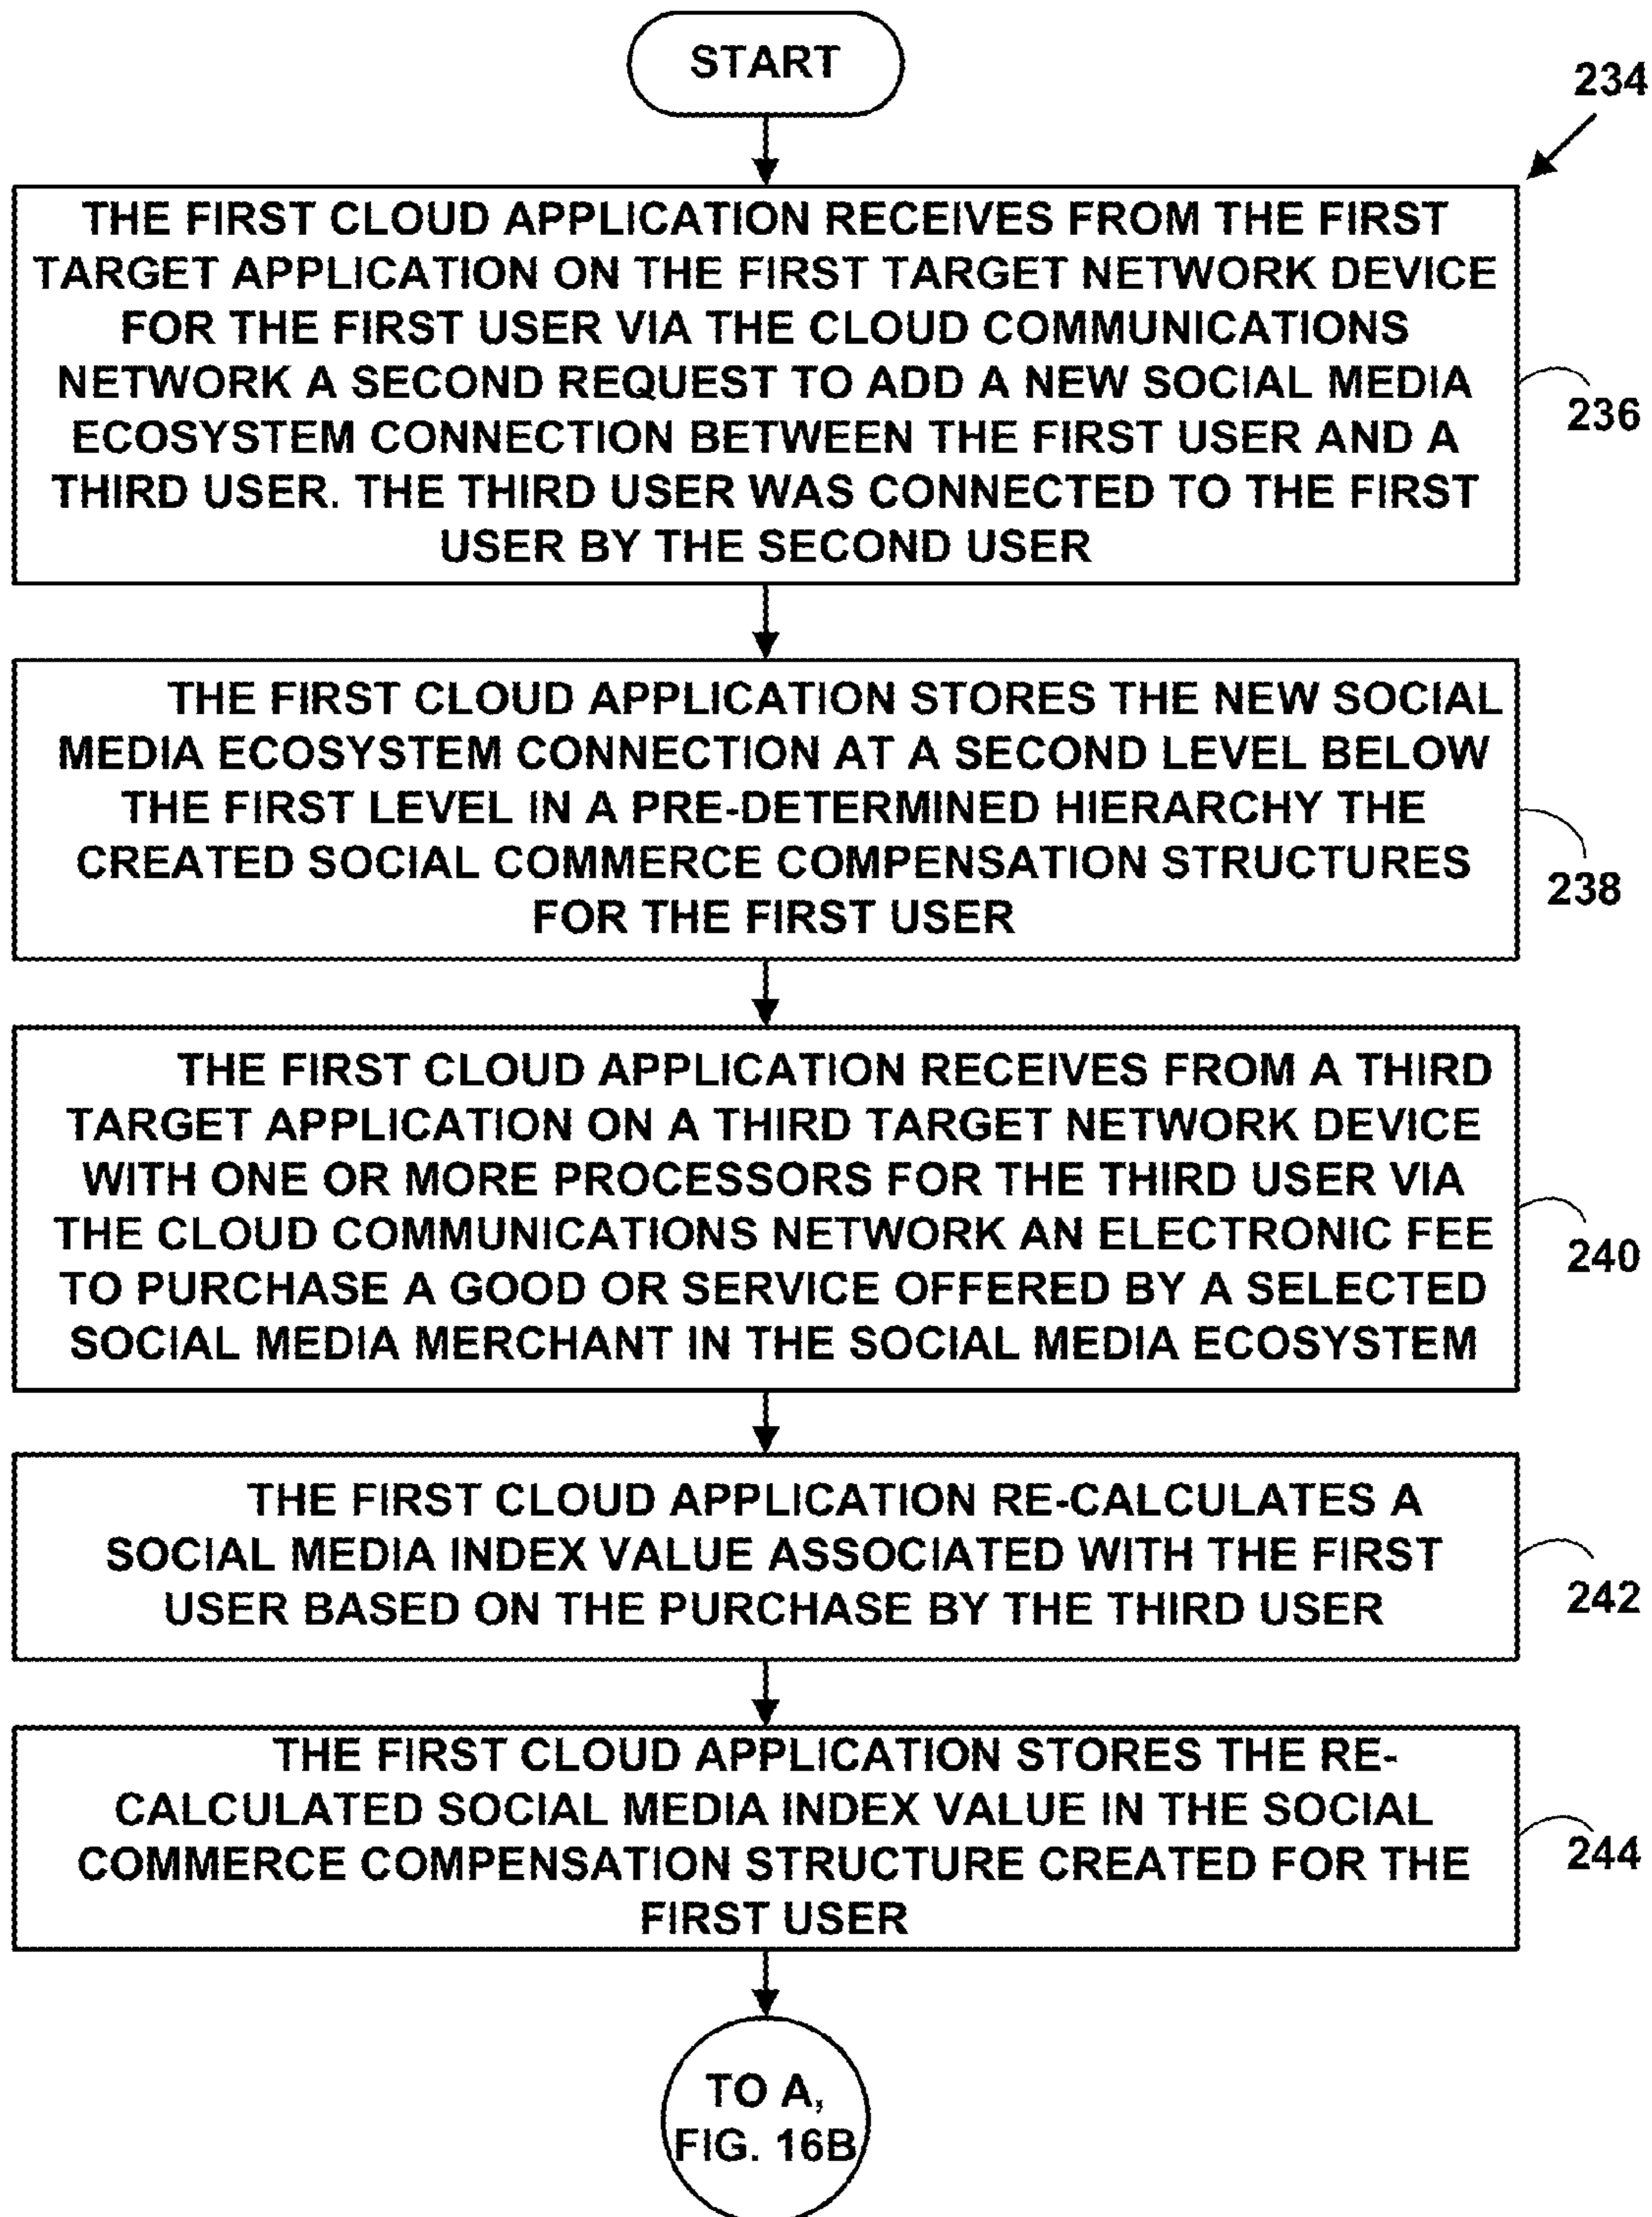 START
234
THE FIRST CLOUD APPLICATION RECEIVES FROM THE FIRST
TARGET APPLICATION ON THE FIRST TARGET NETWORK DEVICE
FOR THE FIRST USER VIA THE CLOUD COMMUNICATIONS
NETWORK A SECOND REQUEST TO ADD A NEW SOCIAL MEDIA
ECOSYSTEM CONNECTION BETWEEN THE FIRST USER AND A
THIRD USER. THE THIRD USER WAS CONNECTED TO THE FIRST
USER BY THE SECOND USER
236
THE FIRST CLOUD APPLICATION STORES THE NEW SOCIAL
MEDIA ECOSYSTEM CONNECTION AT A SECOND LEVEL BELOW
THE FIRST LEVEL IN A PRE-DETERMINED HIERARCHY THE
CREATED SOCIAL COMMERCE COMPENSATION STRUCTURES
FOR THE FIRST USER
238
THE FIRST CLOUD APPLICATION RECEIVES FROM A THIRD
TARGET APPLICATION ON A THIRD TARGET NETWORK DEVICE
WITH ONE OR MORE PROCESSORS FOR THE THIRD USER VIA
THE CLOUD COMMUNICATIONS NETWORK AN ELECTRONIC FEE
TO PURCHASE A GOOD OR SERVICE OFFERED BY A SELECTED
SOCIAL MEDIA MERCHANT IN THE SOCIAL MEDIA ECOSYSTEM
240
THE FIRST CLOUD APPLICATION RE-CALCULATES A
SOCIAL MEDIA INDEX VALUE ASSOCIATED WITH THE FIRST
USER BASED ON THE PURCHASE BY THE THIRD USER
242
THE FIRST CLOUD APPLICATION STORES THE RE-
CALCULATED SOCIAL MEDIA INDEX VALUE IN THE SOCIAL
COMMERCE COMPENSATION STRUCTURE CREATED FOR THE
FIRST USER
244
TO A,
FIG. 16B